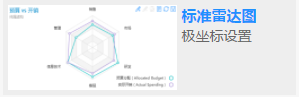 预算 vs 开销
销售
管理
市场
信息技术
研发
客服
预算分配（Allocated Budget）
实际开销（Actual Spending）
标准雷达图
极坐标设置